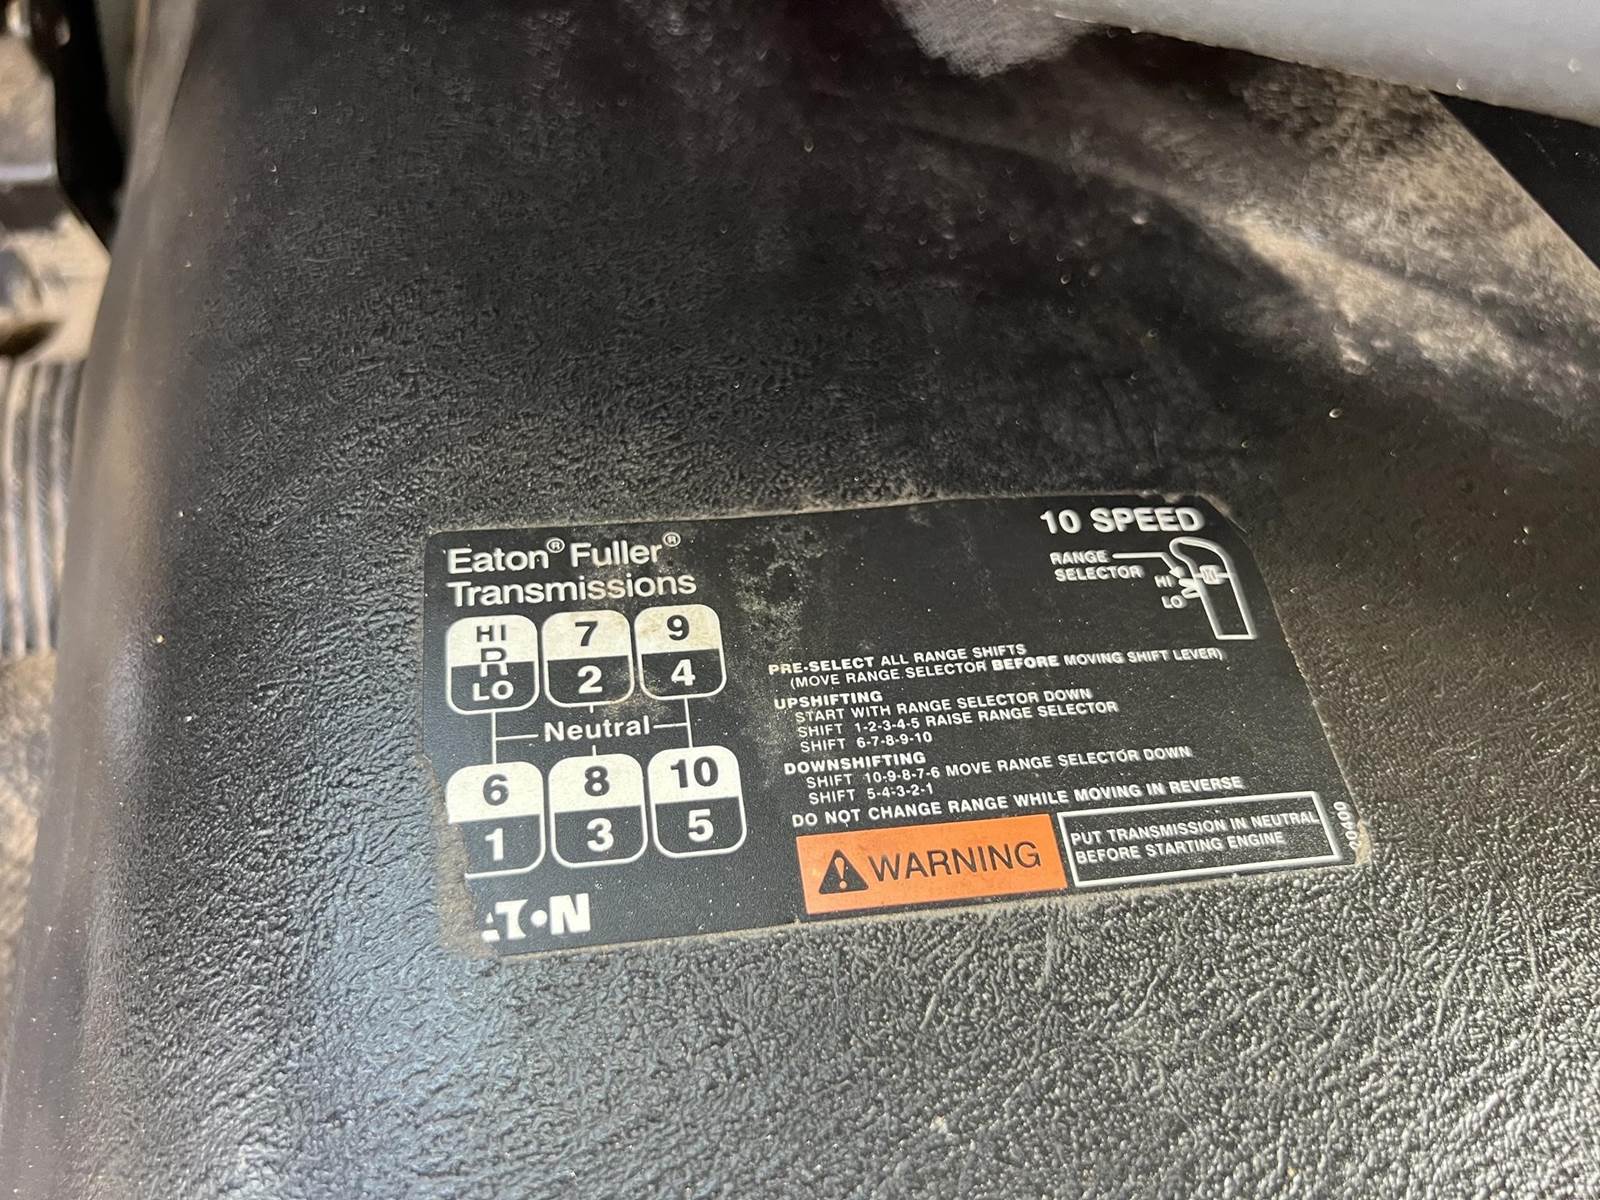 Eaton® Fuller®
Transmissions
10 SPEED
RANGE
SELECTOR
HI
LO
HI 7 9
R
LO 2 4
Neutral
6 8 10
1 3 5
PRE-SELECT ALL RANGE SHIFTS
(MOVE RANGE SELECTOR BEFORE MOVING SHIFT LEVER)
UPSHIFTING
START WITH RANGE SELECTOR DOWN
SHIFT 1-2-3-4-5 RAISE RANGE SELECTOR
SHIFT 6-7-8-9-10
DOWNSHIFTING
SHIFT 10-9-8-7-6 MOVE RANGE SELECTOR DOWN
SHIFT 5-4-3-2-1
DO NOT CHANGE RANGE WHILE MOVING IN REVERSE
WARNING
PUT TRANSMISSION IN NEUTRAL
BEFORE STARTING ENGINE
AT•N